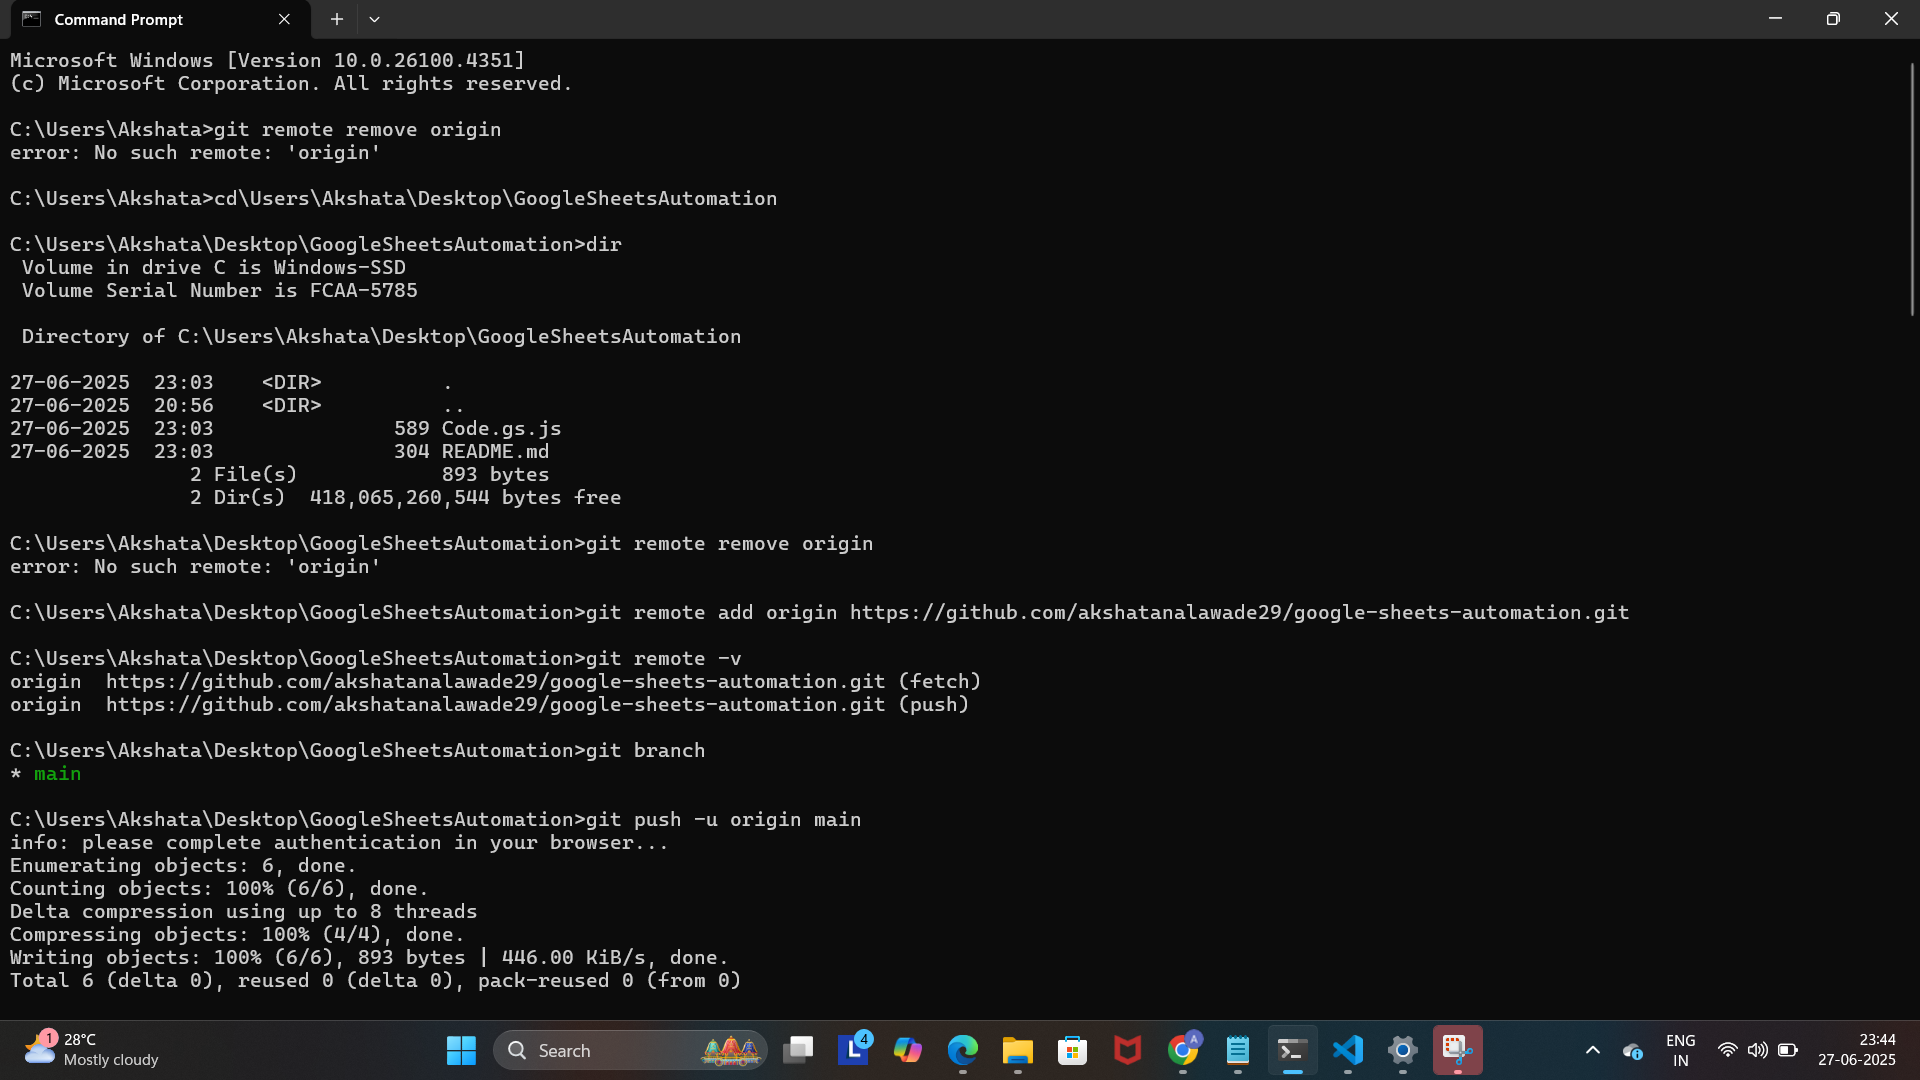 Command Prompt
Microsoft Windows [Version 10.0.26100.4351]
(c) Microsoft Corporation. All rights reserved.
C:\Users\Akshata>git remote remove origin
error: No such remote: 'origin'
C:\Users\Akshata>cd\Users\Akshata\Desktop\GoogleSheetsAutomation
C:\Users\Akshata\Desktop\GoogleSheetsAutomation>dir
Volume in drive C is Windows-SSD
Volume Serial Number is FCAA-5785
Directory of C:\Users\Akshata\Desktop\GoogleSheetsAutomation
27-06-2025  23:03    <DIR>          .
27-06-2025  20:56    <DIR>          ..
27-06-2025  23:03               589 Code.gs.js
27-06-2025  23:03               304 README.md
2 File(s)            893 bytes
2 Dir(s)  418,065,260,544 bytes free
C:\Users\Akshata\Desktop\GoogleSheetsAutomation>git remote remove origin
error: No such remote: 'origin'
C:\Users\Akshata\Desktop\GoogleSheetsAutomation>git remote add origin https://github.com/akshatanalawade29/google-sheets-automation.git
C:\Users\Akshata\Desktop\GoogleSheetsAutomation>git remote -v
origin  https://github.com/akshatanalawade29/google-sheets-automation.git (fetch)
origin  https://github.com/akshatanalawade29/google-sheets-automation.git (push)
C:\Users\Akshata\Desktop\GoogleSheetsAutomation>git branch
* main
C:\Users\Akshata\Desktop\GoogleSheetsAutomation>git push -u origin main
info: please complete authentication in your browser...
Enumerating objects: 6, done.
Counting objects: 100% (6/6), done.
Delta compression using up to 8 threads
Compressing objects: 100% (4/4), done.
Writing objects: 100% (6/6), 893 bytes | 446.00 KiB/s, done.
Total 6 (delta 0), reused 0 (delta 0), pack-reused 0 (from 0)
1
28°C
Mostly cloudy
Search
L
4
A
ENG
IN
23:44
27-06-2025